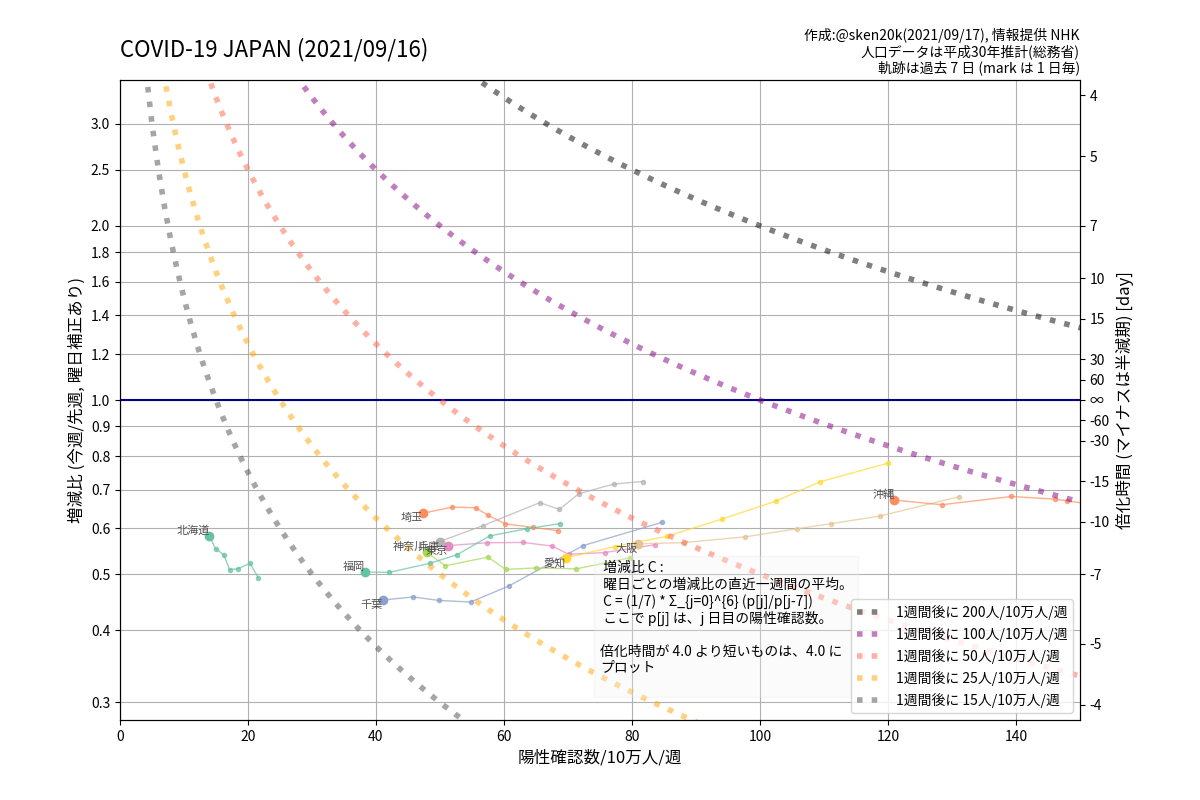 COVID-19 JAPAN (2021/09/16)
作成:@sken20k(2021/09/17), 情報提供 NHK
人口データは平成30年推計(総務省)
軌跡は過去 7 日 (mark は 1 日毎)
増減比 (今週/先週, 曜日補正あり)
3.0
2.5
2.0
1.8
1.6
1.4
1.2
1.0
0.9
0.8
0.7
0.6
0.5
0.4
0.3
4
5
7
10
15
30
60
∞
-60
-30
-15
-10
-7
-5
-4
倍化時間 (マイナスは半減期) [day]
北海道
埼玉
神奈川
兵庫
東京
福岡
千葉
愛知
大阪
沖縄
増減比 C :
曜日ごとの増減比の直近一週間の平均。
C = (1/7) * Σ_{j=0}^{6} (p[j]/p[j-7])
ここで p[j] は、j 日目の陽性確認数。
倍化時間が 4.0 より短いものは、4.0 に
プロット
1週間後に 200人/10万人/週
1週間後に 100人/10万人/週
1週間後に 50人/10万人/週
1週間後に 25人/10万人/週
1週間後に 15人/10万人/週
0
20
40
60
80
100
120
140
陽性確認数/10万人/週